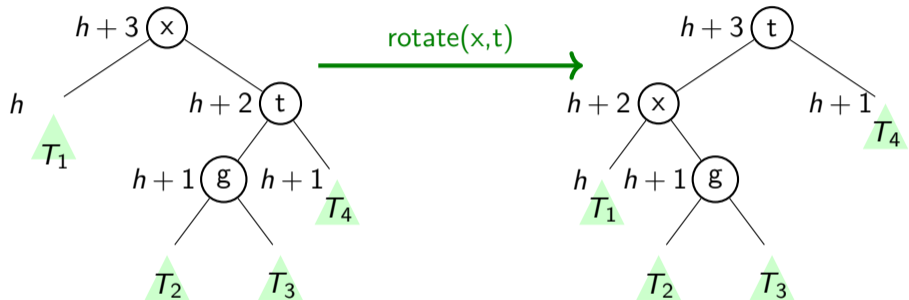 h + 3 x
rotate(x,t)
h + 3 t
h
h + 2 t
h + 2 x
h + 1
T₁
T₄
h + 1 g
h + 1
h
h + 1 g
T₄
T₁
T₂
T₃
T₂
T₃